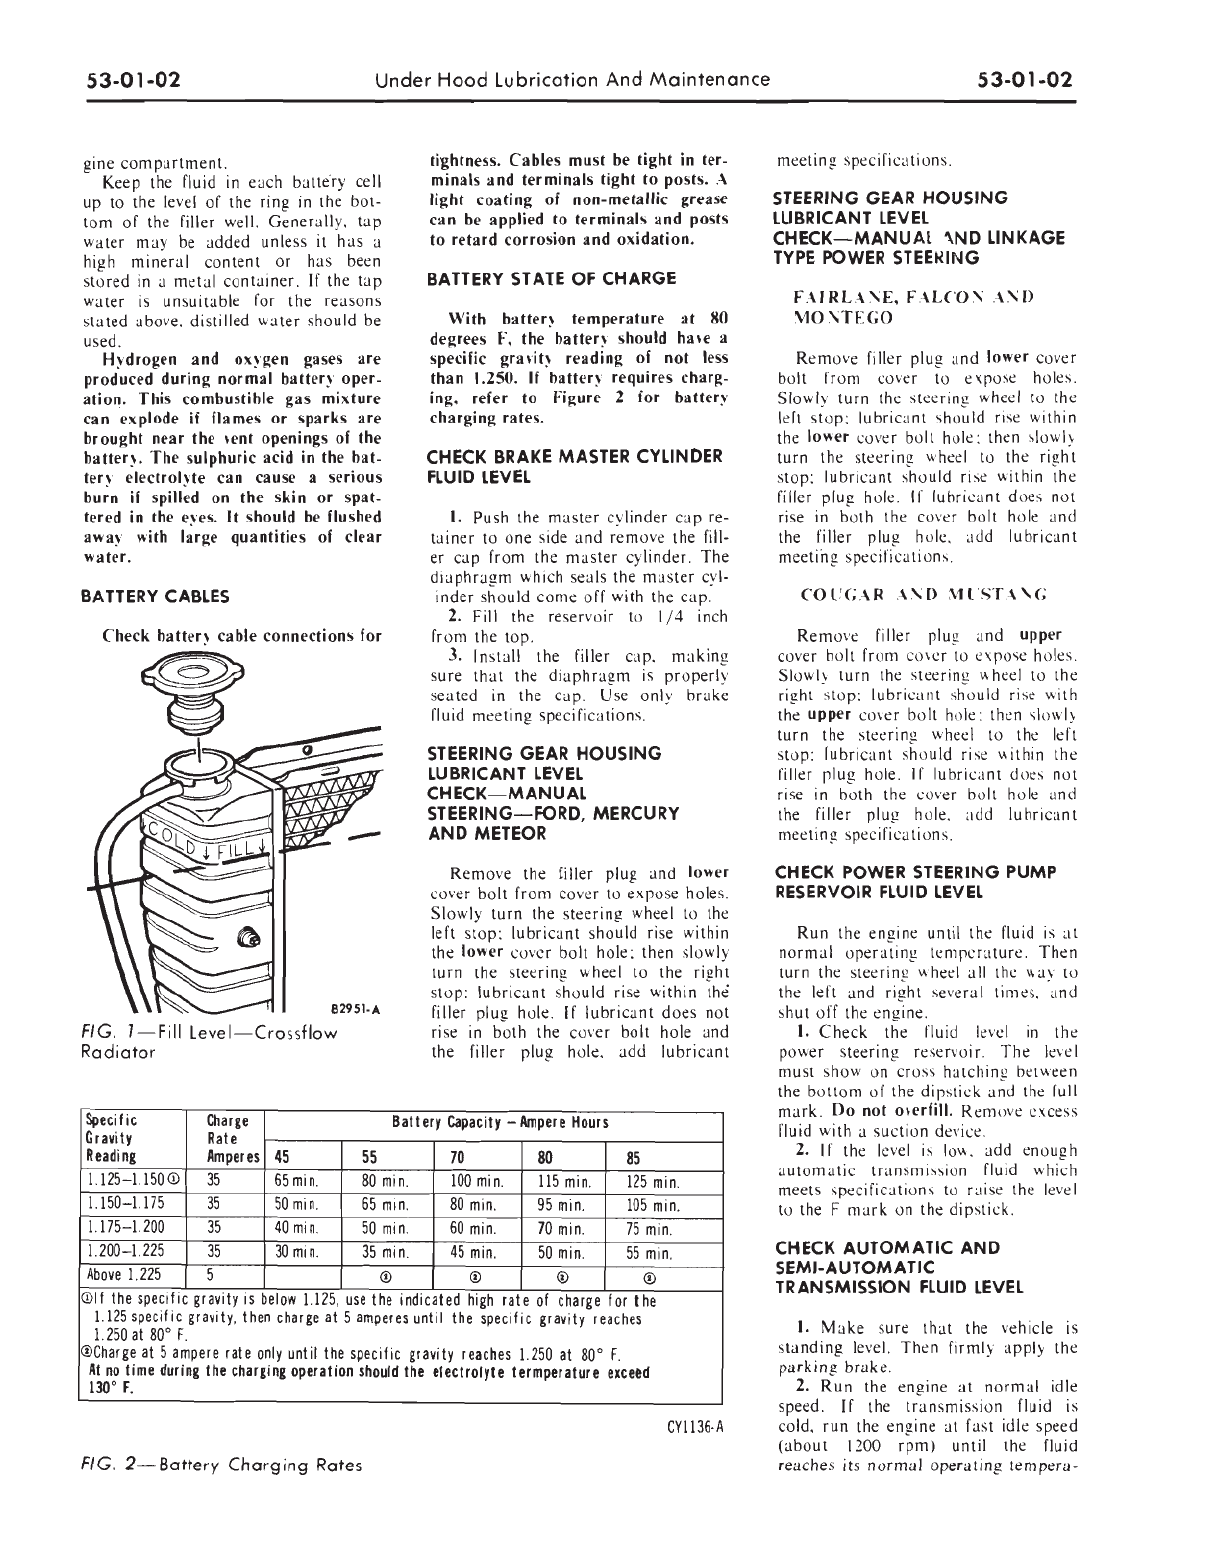 53-01-02 Under Hood Lubrication And Maintenance 53-01-02
gine compartment.
Keep the fluid in each battery cell
up to the level of the ring in the bot-
tom of the filler well. Generally, tap
water may be added unless it has a
high mineral content or has been
stored in a metal container. If the tap
water is unsuitable for the reasons
stated above, distilled water should be
used.
Hydrogen and oxygen gases are
produced during normal battery oper-
ation. This combustible gas mixture
can explode if flames or sparks are
brought near the vent openings of the
battery. The sulphuric acid in the bat-
tery electrolyte can cause a serious
burn if spilled on the skin or spat-
tered in the eyes. It should be flushed
away with large quantities of clear
water.
BATTERY CABLES
Check battery cable connections for
COLD ↓ FILL ↓
B2951-A
FIG. 1—Fill Level—Crossflow
Radiator
tightness. Cables must be tight in ter-
minals and terminals tight to posts. A
light coating of non-metallic grease
can be applied to terminals and posts
to retard corrosion and oxidation.
BATTERY STATE OF CHARGE
With battery temperature at 80
degrees F, the battery should have a
specific gravity reading of not less
than 1.250. If battery requires charg-
ing, refer to Figure 2 for battery
charging rates.
CHECK BRAKE MASTER CYLINDER
FLUID LEVEL
1. Push the master cylinder cap re-
tainer to one side and remove the fill-
er cap from the master cylinder. The
diaphragm which seals the master cyl-
inder should come off with the cap.
2. Fill the reservoir to 1/4 inch
from the top.
3. Install the filler cap, making
sure that the diaphragm is properly
seated in the cap. Use only brake
fluid meeting specifications.
STEERING GEAR HOUSING
LUBRICANT LEVEL
CHECK—MANUAL
STEERING—FORD, MERCURY
AND METEOR
Remove the filler plug and lower
cover bolt from cover to expose holes.
Slowly turn the steering wheel to the
left stop; lubricant should rise within
the lower cover bolt hole; then slowly
turn the steering wheel to the right
stop; lubricant should rise within the
filler plug hole. If lubricant does not
rise in both the cover bolt hole and
the filler plug hole, add lubricant
meeting specifications.
STEERING GEAR HOUSING
LUBRICANT LEVEL
CHECK—MANUAL AND LINKAGE
TYPE POWER STEERING
FAIRLANE, FALCON AND
MONTEGO
Remove filler plug and lower cover
bolt from cover to expose holes.
Slowly turn the steering wheel to the
left stop; lubricant should rise within
the lower cover bolt hole; then slowly
turn the steering wheel to the right
stop; lubricant should rise within the
filler plug hole. If lubricant does not
rise in both the cover bolt hole and
the filler plug hole, add lubricant
meeting specifications.
COUGAR AND MUSTANG
Remove filler plug and upper
cover bolt from cover to expose holes.
Slowly turn the steering wheel to the
right stop; lubricant should rise with
the upper cover bolt hole; then slowly
turn the steering wheel to the left
stop; lubricant should rise within the
filler plug hole. If lubricant does not
rise in both the cover bolt hole and
the filler plug hole, add lubricant
meeting specifications.
CHECK POWER STEERING PUMP
RESERVOIR FLUID LEVEL
Run the engine until the fluid is at
normal operating temperature. Then
turn the steering wheel all the way to
the left and right several times, and
shut off the engine.
1. Check the fluid level in the
power steering reservoir. The level
must show on cross hatching between
the bottom of the dipstick and the full
mark. Do not overfill. Remove excess
fluid with a suction device.
2. If the level is low, add enough
automatic transmission fluid which
meets specifications to raise the level
to the F mark on the dipstick.
CHECK AUTOMATIC AND
SEMI-AUTOMATIC
TRANSMISSION FLUID LEVEL
1. Make sure that the vehicle is
standing level. Then firmly apply the
parking brake.
2. Run the engine at normal idle
speed. If the transmission fluid is
cold, run the engine at fast idle speed
(about 1200 rpm) until the fluid
reaches its normal operating tempera-
Specific Charge Battery Capacity – Ampere Hours
Gravity Rate
Reading Amperes 45 55 70 80 85
1.125–1.150① 35 65 min. 80 min. 100 min. 115 min. 125 min.
1.150–1.175 35 50 min. 65 min. 80 min. 95 min. 105 min.
1.175–1.200 35 40 min. 50 min. 60 min. 70 min. 75 min.
1.200–1.225 35 30 min. 35 min. 45 min. 50 min. 55 min.
Above 1.225 5 ② ② ② ②
①If the specific gravity is below 1.125, use the indicated high rate of charge for the
1.125 specific gravity, then charge at 5 amperes until the specific gravity reaches
1.250 at 80° F.
②Charge at 5 ampere rate only until the specific gravity reaches 1.250 at 80° F.
At no time during the charging operation should the electrolyte termperature exceed
130° F.
CY1136-A
FIG. 2—Battery Charging Rates